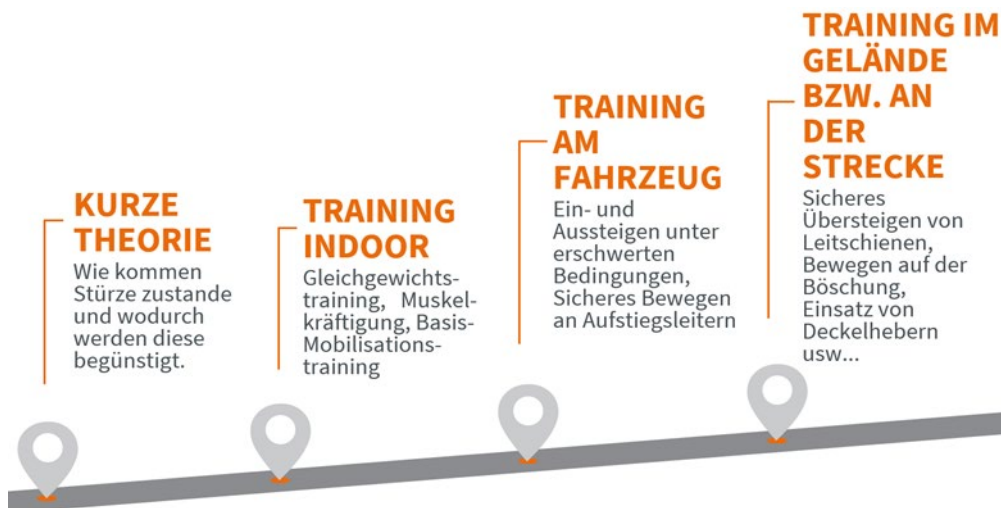 KURZE
THEORIE
Wie kommen
Stürze zustande
und wodurch
werden diese
begünstigt.
TRAINING
INDOOR
Gleichgewichts-
training, Muskel-
kräftigung, Basis-
Mobilisations-
training
TRAINING
AM
FAHRZEUG
Ein- und
Aussteigen unter
erschwerten
Bedingungen,
Sicheres Bewegen
an Aufstiegsleitern
TRAINING IM
GELÄNDE
BZW. AN
DER
STRECKE
Sicheres
Übersteigen von
Leitschienen,
Bewegen auf der
Böschung,
Einsatz von
Deckelhebern
usw...